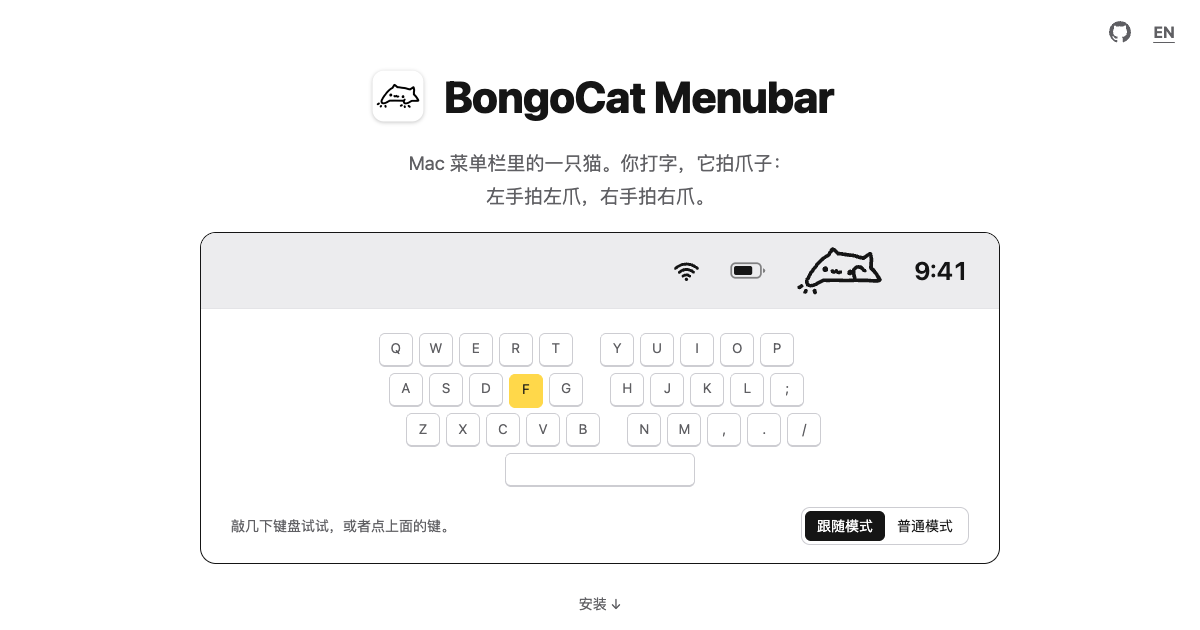 EN
BongoCat Menubar
Mac 菜单栏里的一只猫。你打字，它拍爪子：
左手拍左爪，右手拍右爪。
9:41
Q W E R T Y U I O P
A S D F G H J K L ;
Z X C V B N M , . /
敲几下键盘试试，或者点上面的键。
跟随模式 普通模式
安装 ↓